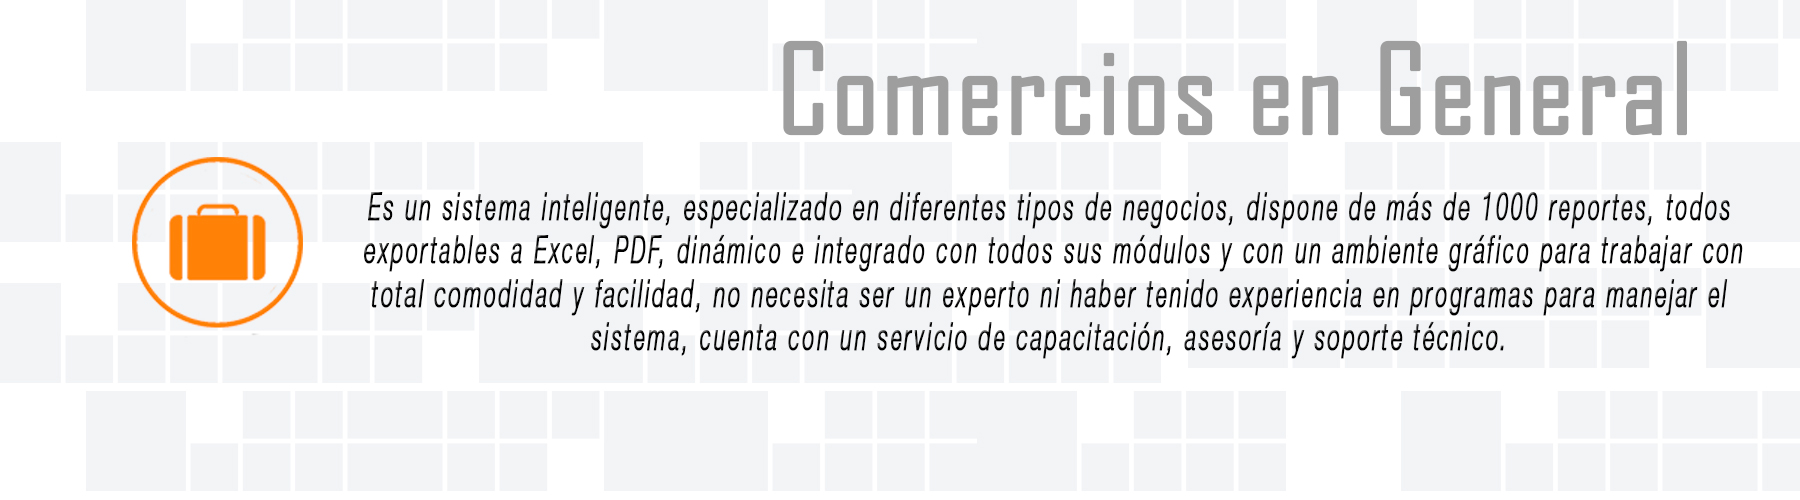 Comercios en General
Es un sistema inteligente, especializado en diferentes tipos de negocios, dispone de más de 1000 reportes, todos
exportables a Excel, PDF, dinámico e integrado con todos sus módulos y con un ambiente gráfico para trabajar con
total comodidad y facilidad, no necesita ser un experto ni haber tenido experiencia en programas para manejar el
sistema, cuenta con un servicio de capacitación, asesoría y soporte técnico.